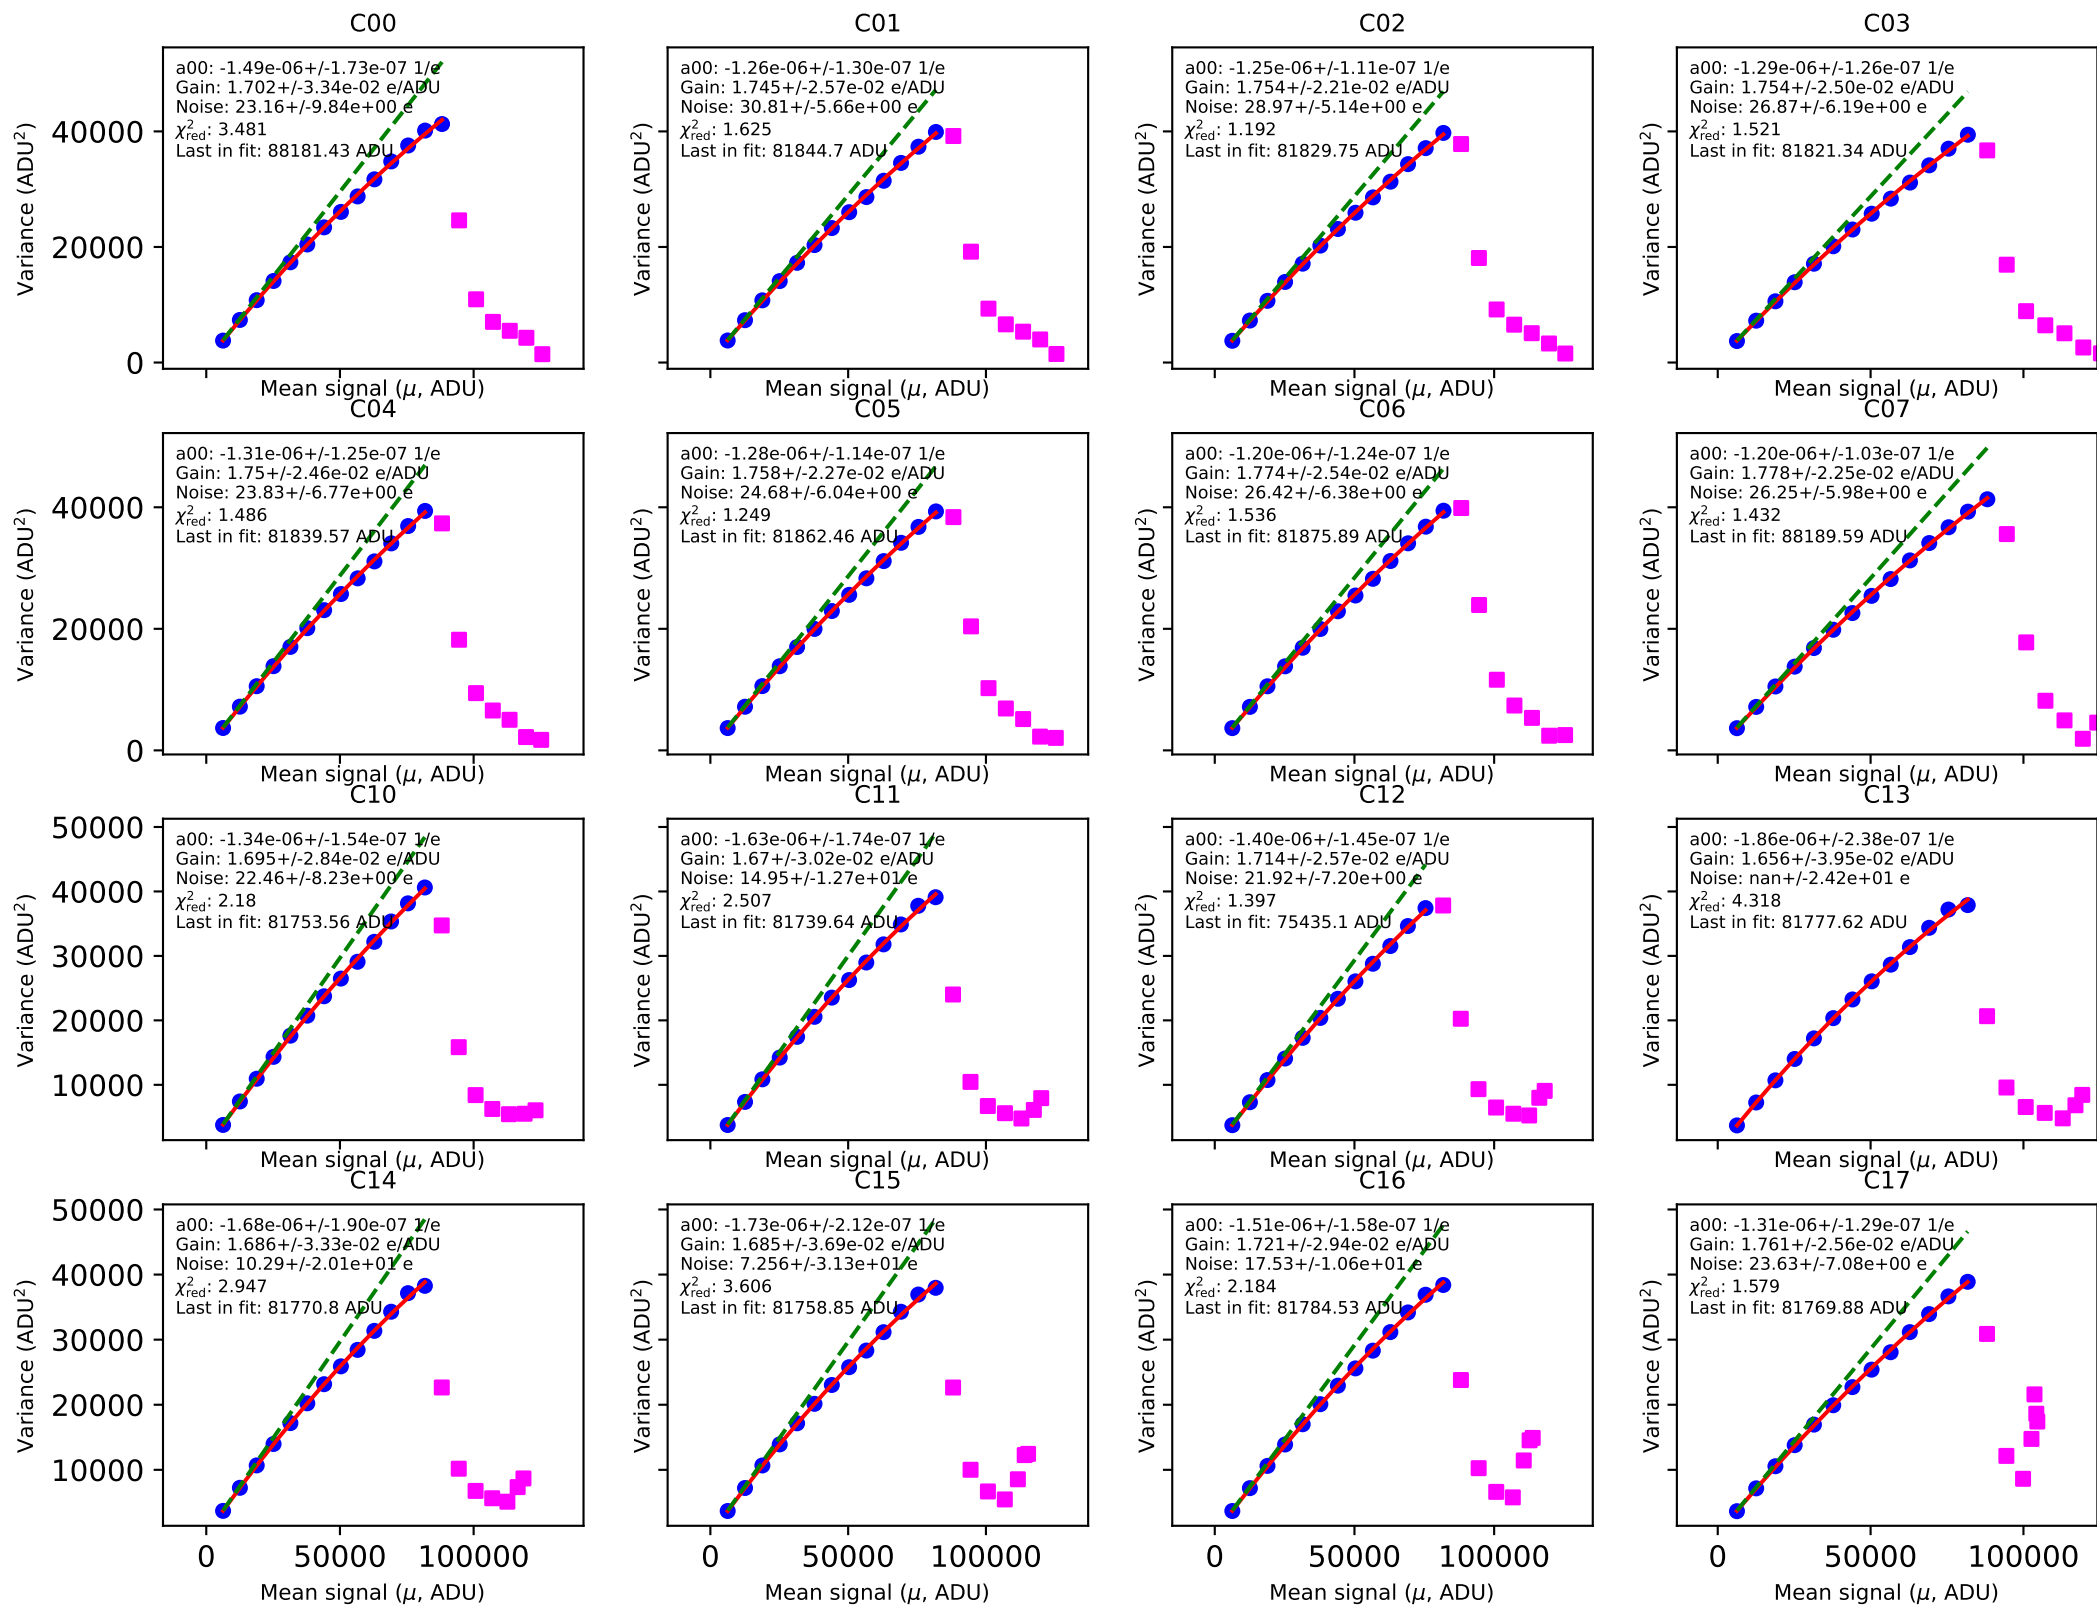 C00
a00: -1.49e-06+/-1.73e-07 1/e
Gain: 1.702+/-3.34e-02 e/ADU
Noise: 23.16+/-9.84e+00 e
χ²red: 3.481
Last in fit: 88181.43 ADU
Variance (ADU²)
40000
20000
0
Mean signal (μ, ADU)
C01
a00: -1.26e-06+/-1.30e-07 1/e
Gain: 1.745+/-2.57e-02 e/ADU
Noise: 30.81+/-5.66e+00 e
χ²red: 1.625
Last in fit: 81844.7 ADU
Variance (ADU²)
Mean signal (μ, ADU)
C02
a00: -1.25e-06+/-1.11e-07 1/e
Gain: 1.754+/-2.21e-02 e/ADU
Noise: 28.97+/-5.14e+00 e
χ²red: 1.192
Last in fit: 81829.75 ADU
Variance (ADU²)
Mean signal (μ, ADU)
C03
a00: -1.29e-06+/-1.26e-07 1/e
Gain: 1.754+/-2.50e-02 e/ADU
Noise: 26.87+/-6.19e+00 e
χ²red: 1.521
Last in fit: 81821.34 ADU
Variance (ADU²)
Mean signal (μ, ADU)
C04
a00: -1.31e-06+/-1.25e-07 1/e
Gain: 1.75+/-2.46e-02 e/ADU
Noise: 23.83+/-6.77e+00 e
χ²red: 1.486
Last in fit: 81839.57 ADU
Variance (ADU²)
40000
20000
0
Mean signal (μ, ADU)
C05
a00: -1.28e-06+/-1.14e-07 1/e
Gain: 1.758+/-2.27e-02 e/ADU
Noise: 24.68+/-6.04e+00 e
χ²red: 1.249
Last in fit: 81862.46 ADU
Variance (ADU²)
Mean signal (μ, ADU)
C06
a00: -1.20e-06+/-1.24e-07 1/e
Gain: 1.774+/-2.54e-02 e/ADU
Noise: 26.42+/-6.38e+00 e
χ²red: 1.536
Last in fit: 81875.89 ADU
Variance (ADU²)
Mean signal (μ, ADU)
C07
a00: -1.20e-06+/-1.03e-07 1/e
Gain: 1.778+/-2.25e-02 e/ADU
Noise: 26.25+/-5.98e+00 e
χ²red: 1.432
Last in fit: 88189.59 ADU
Variance (ADU²)
Mean signal (μ, ADU)
C10
a00: -1.34e-06+/-1.54e-07 1/e
Gain: 1.695+/-2.84e-02 e/ADU
Noise: 22.46+/-8.23e+00 e
χ²red: 2.18
Last in fit: 81753.56 ADU
Variance (ADU²)
50000
40000
30000
20000
10000
Mean signal (μ, ADU)
C11
a00: -1.63e-06+/-1.74e-07 1/e
Gain: 1.67+/-3.02e-02 e/ADU
Noise: 14.95+/-1.27e+01 e
χ²red: 2.507
Last in fit: 81739.64 ADU
Variance (ADU²)
Mean signal (μ, ADU)
C12
a00: -1.40e-06+/-1.45e-07 1/e
Gain: 1.714+/-2.57e-02 e/ADU
Noise: 21.92+/-7.20e+00 e
χ²red: 1.397
Last in fit: 75435.1 ADU
Variance (ADU²)
Mean signal (μ, ADU)
C13
a00: -1.86e-06+/-2.38e-07 1/e
Gain: 1.656+/-3.95e-02 e/ADU
Noise: nan+/-2.42e+01 e
χ²red: 4.318
Last in fit: 81777.62 ADU
Variance (ADU²)
Mean signal (μ, ADU)
C14
a00: -1.68e-06+/-1.90e-07 1/e
Gain: 1.686+/-3.33e-02 e/ADU
Noise: 10.29+/-2.01e+01 e
χ²red: 2.947
Last in fit: 81770.8 ADU
Variance (ADU²)
50000
40000
30000
20000
10000
0 50000 100000
Mean signal (μ, ADU)
C15
a00: -1.73e-06+/-2.12e-07 1/e
Gain: 1.685+/-3.69e-02 e/ADU
Noise: 7.256+/-3.13e+01 e
χ²red: 3.606
Last in fit: 81758.85 ADU
Variance (ADU²)
0 50000 100000
Mean signal (μ, ADU)
C16
a00: -1.51e-06+/-1.58e-07 1/e
Gain: 1.721+/-2.94e-02 e/ADU
Noise: 17.53+/-1.06e+01 e
χ²red: 2.184
Last in fit: 81784.53 ADU
Variance (ADU²)
0 50000 100000
Mean signal (μ, ADU)
C17
a00: -1.31e-06+/-1.29e-07 1/e
Gain: 1.761+/-2.56e-02 e/ADU
Noise: 23.63+/-7.08e+00 e
χ²red: 1.579
Last in fit: 81769.88 ADU
Variance (ADU²)
0 50000 100000
Mean signal (μ, ADU)